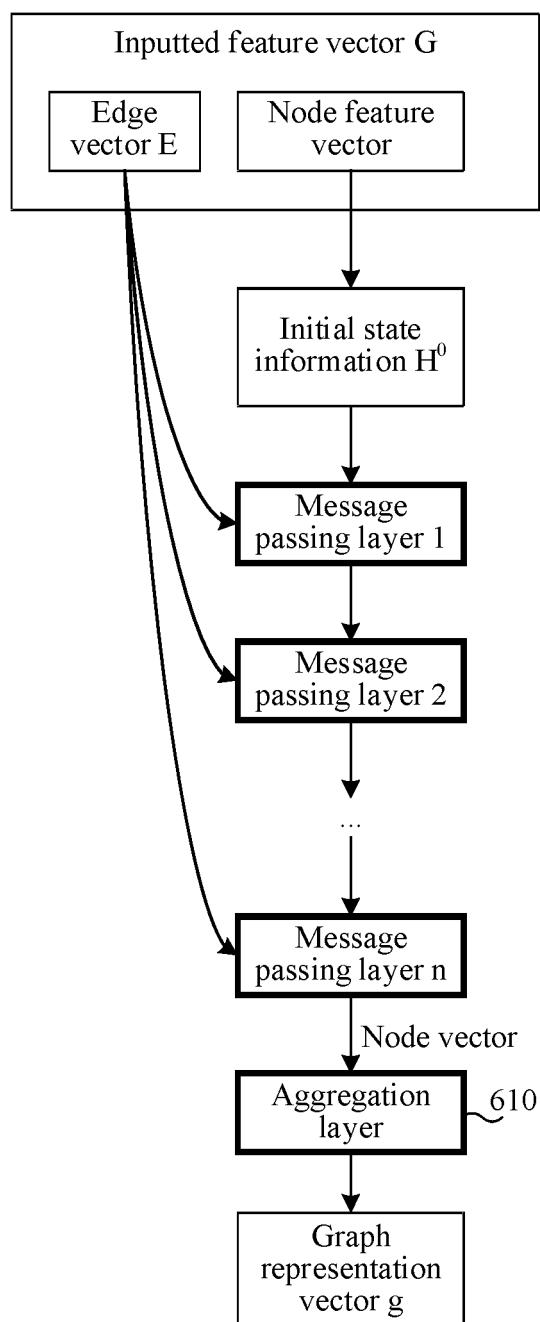 Inputted feature vector G
Edge
vector E
Node feature
vector
Initial state
information H⁰
Message
passing layer 1
Message
passing layer 2
...
Message
passing layer n
Node vector
Aggregation
layer
610
Graph
representation
vector g